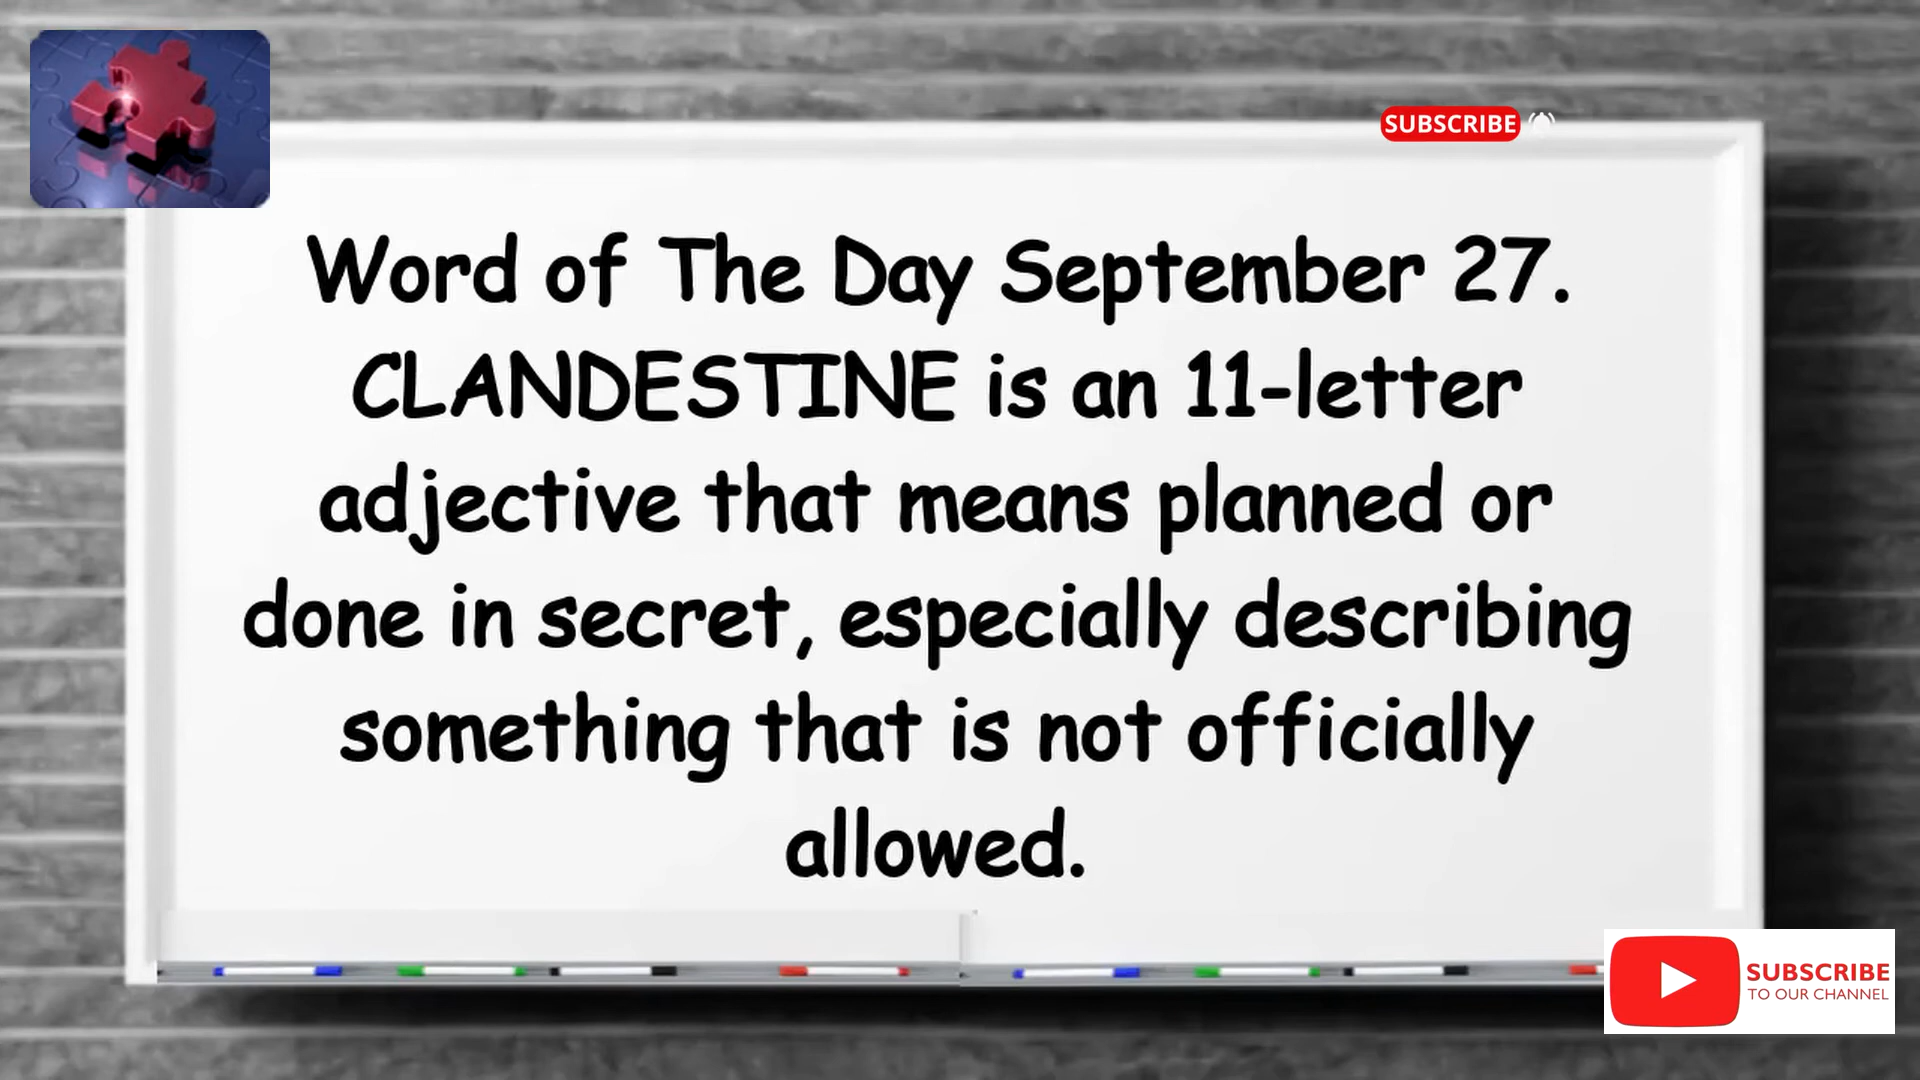 SUBSCRIBE
Word of The Day September 27.
CLANDESTINE is an 11-letter
adjective that means planned or
done in secret, especially describing
something that is not officially
allowed.
SUBSCRIBE
TO OUR CHANNEL